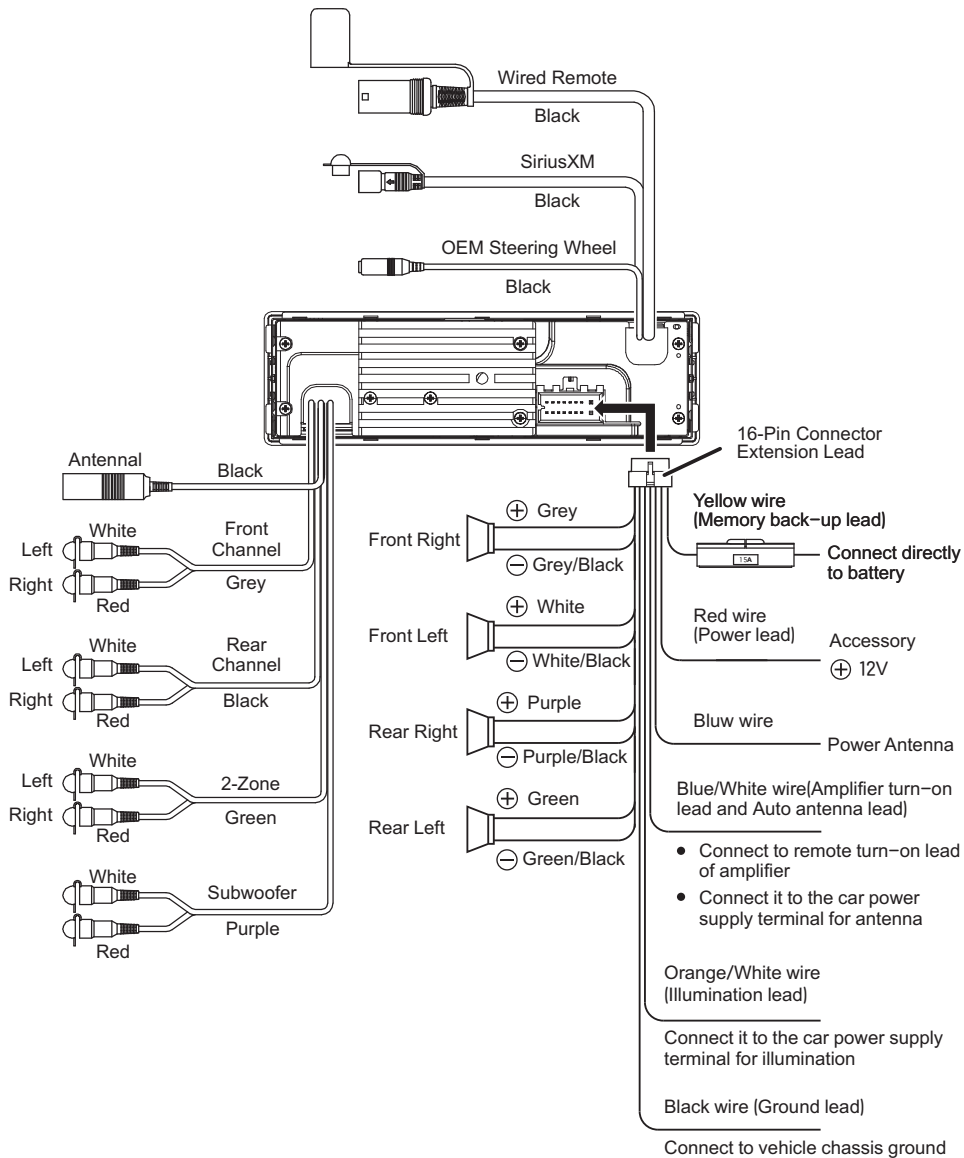 Wired Remote
Black
SiriusXM
Black
OEM Steering Wheel
Black
16-Pin Connector
Extension Lead
Antennal
Black
White
Left
Right
Red
Front
Channel
Grey
White
Left
Right
Red
Rear
Channel
Black
White
Left
Right
Red
2-Zone
Green
White
Red
Subwoofer
Purple
Front Right
⊕ Grey
⊖ Grey/Black
Front Left
⊕ White
⊖ White/Black
Rear Right
⊕ Purple
⊖ Purple/Black
Rear Left
⊕ Green
⊖ Green/Black
Yellow wire
(Memory back-up lead)
15A
Connect directly
to battery
Red wire
(Power lead)
Accessory
⊕ 12V
Bluw wire
Power Antenna
Blue/White wire(Amplifier turn-on
lead and Auto antenna lead)
• Connect to remote turn-on lead
of amplifier
• Connect it to the car power
supply terminal for antenna
Orange/White wire
(Illumination lead)
Connect it to the car power supply
terminal for illumination
Black wire (Ground lead)
Connect to vehicle chassis ground